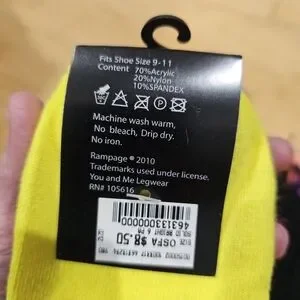 Fits Shoe Size 9-11
Content 70%Acrylic
20%Nylon
10%SPANDEX
Machine wash warm,
No bleach, Drip dry.
No iron.
Rampage ® 2010
Trademarks used under license.
You and Me Legwear
RN# 105616
OSFA $8.50
463133000000